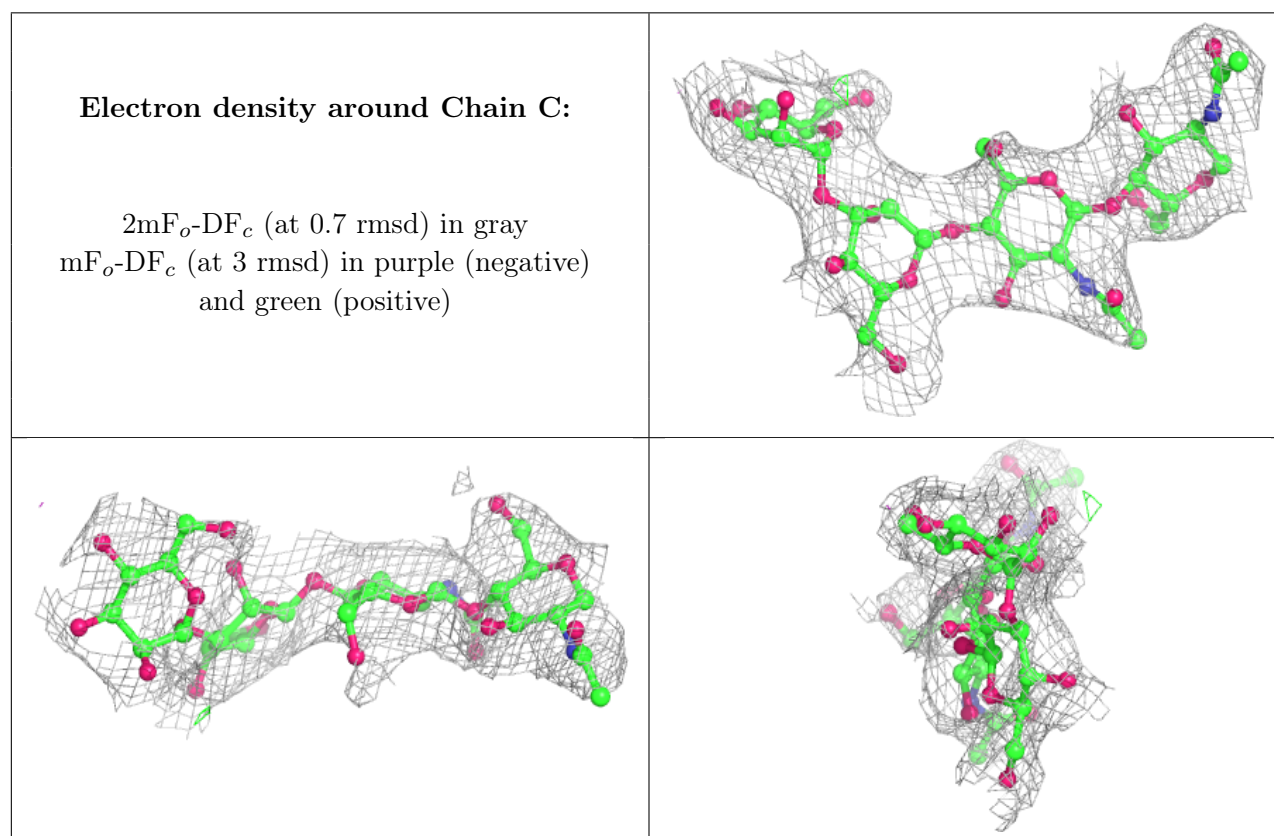 Electron density around Chain C:
2mFₒ-DF𝒸 (at 0.7 rmsd) in gray
mFₒ-DF𝒸 (at 3 rmsd) in purple (negative)
and green (positive)